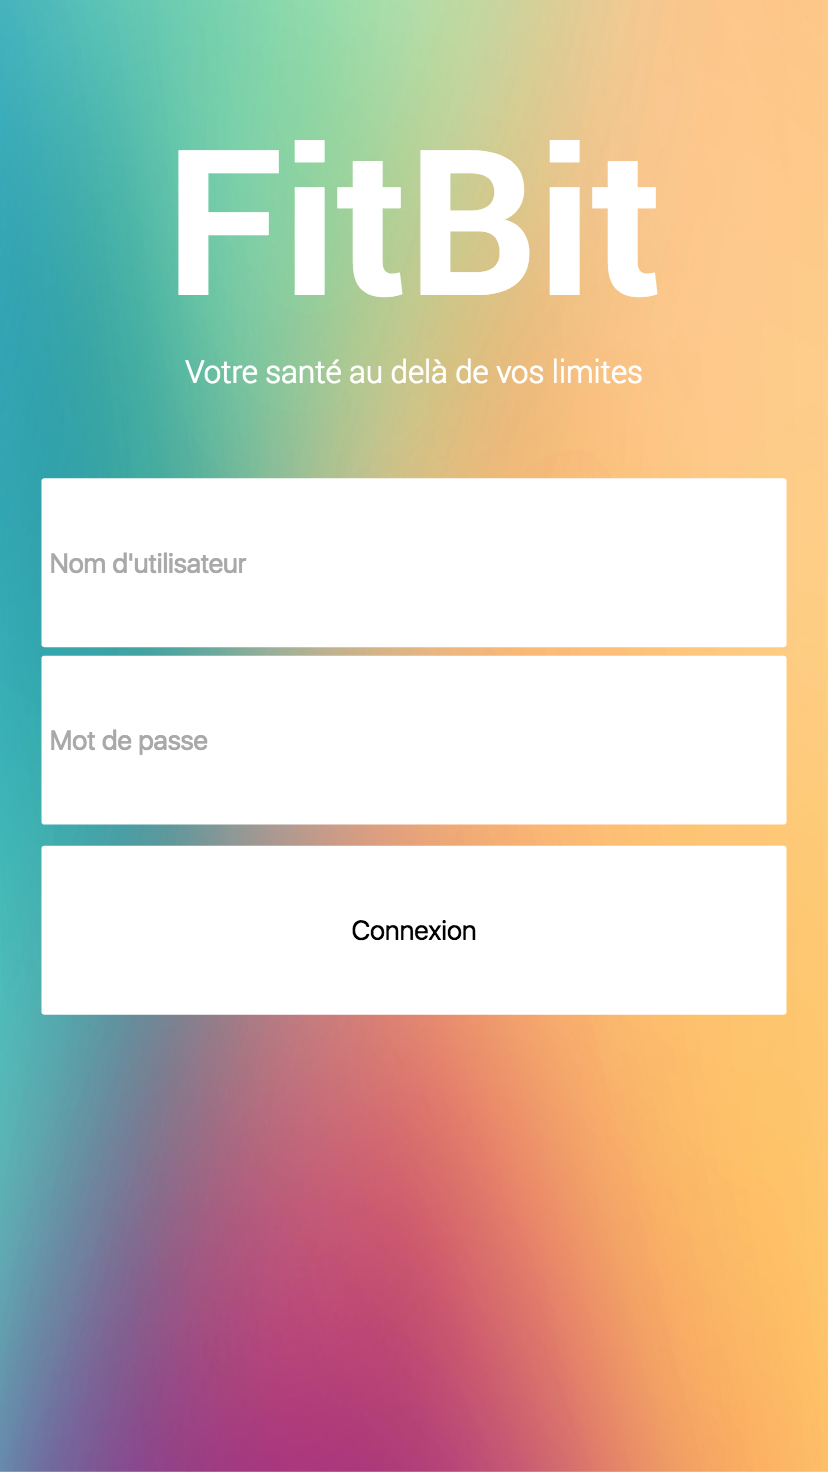 FitBit
Votre santé au delà de vos limites
Nom d'utilisateur
Mot de passe
Connexion